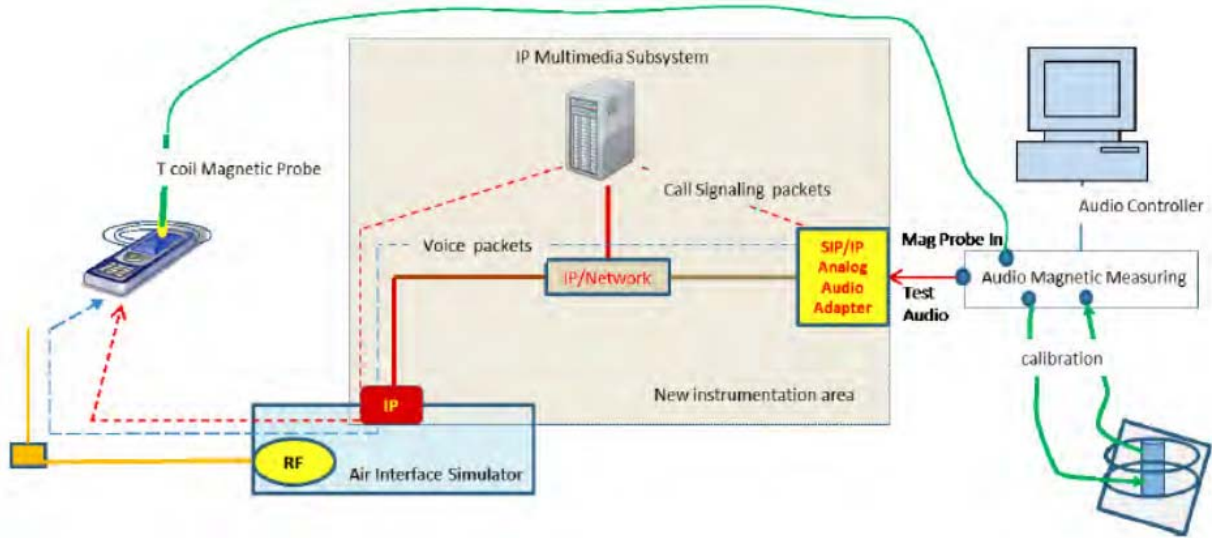 IP Multimedia Subsystem
T coil Magnetic Probe
Call Signaling packets
Audio Controller
Voice packets
SIP/IP
Analog
Audio
Adapter
Mag Probe In
IP/Network
Audio Magnetic Measuring
Test
Audio
calibration
IP
New instrumentation area
RF
Air Interface Simulator